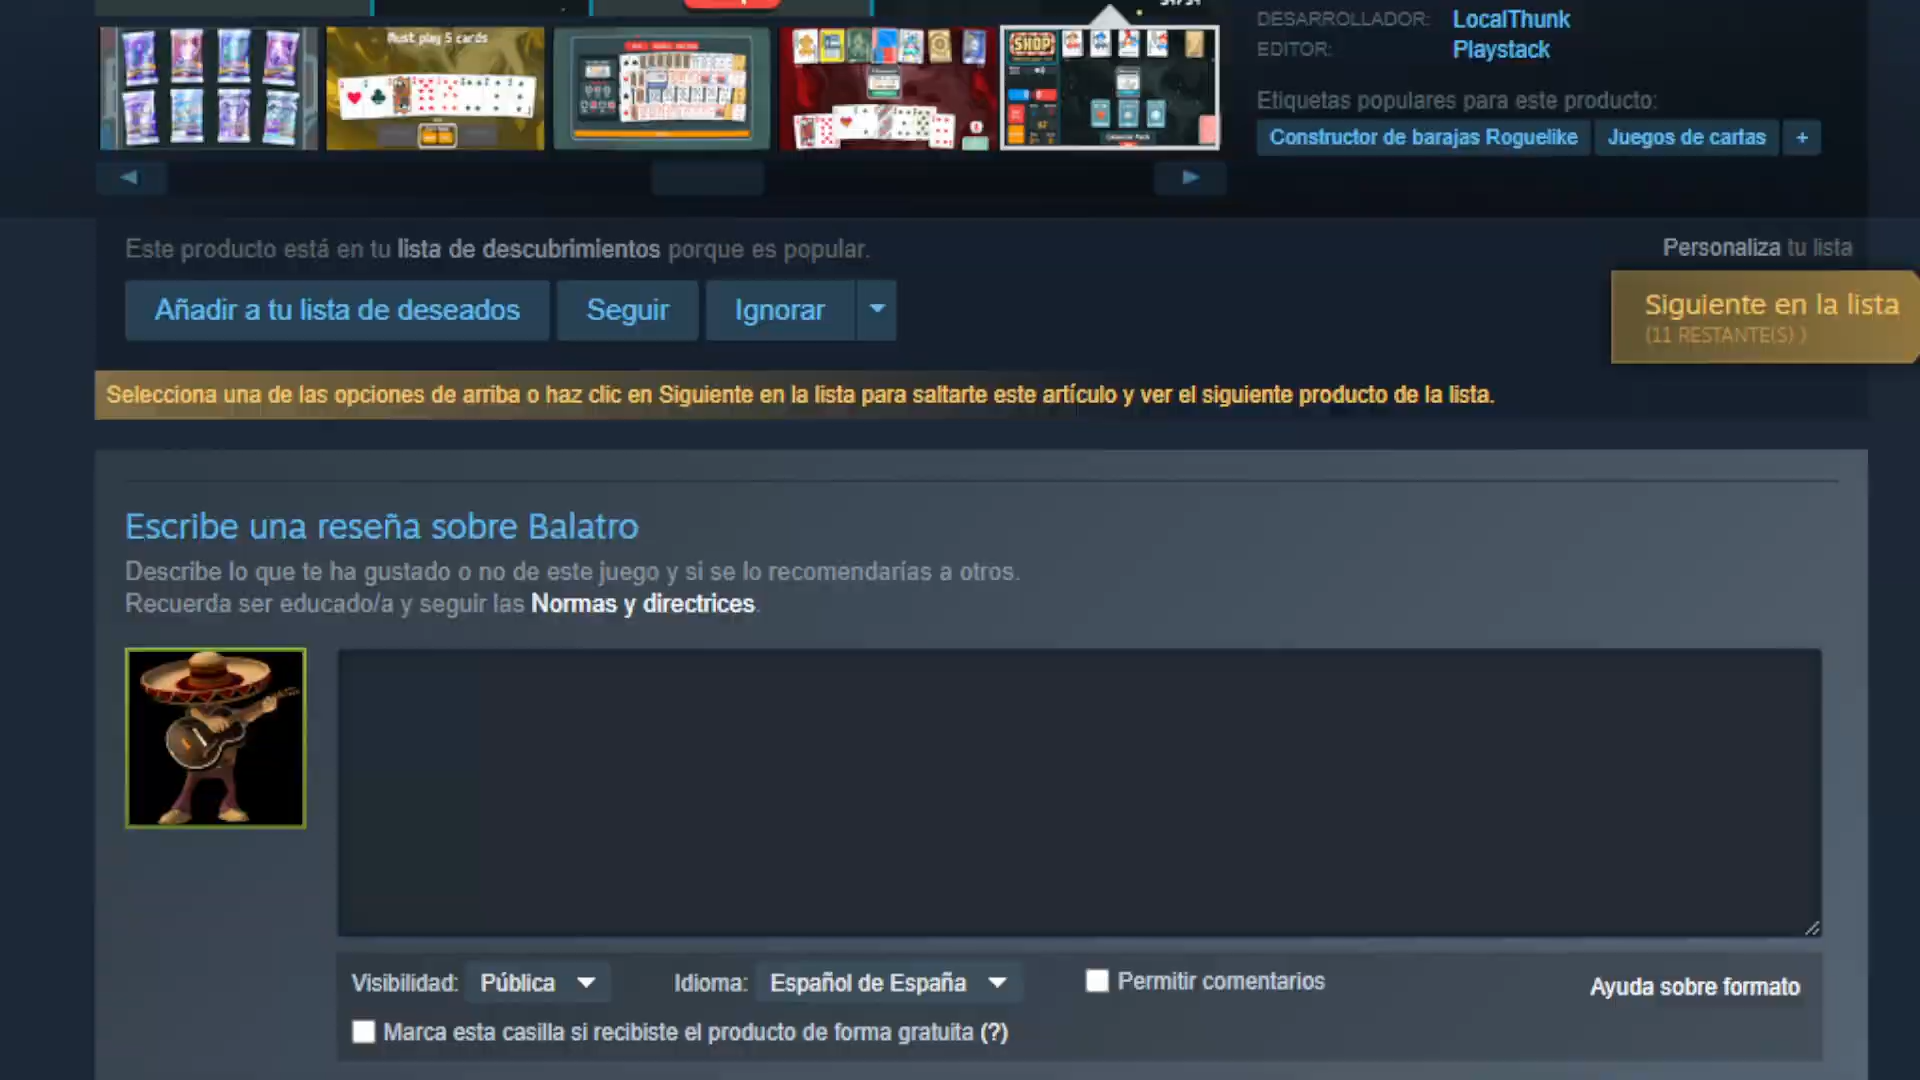 DESARROLLADOR: LocalThunk
Must play 5 cards
SHOP
EDITOR: Playstack
Etiquetas populares para este producto:
Constructor de barajas Roguelike Juegos de cartas +
Este producto está en tu lista de descubrimientos porque es popular.
Personaliza tu lista
Añadir a tu lista de deseados Seguir Ignorar
Siguiente en la lista
(11 RESTANTE(S) )
Selecciona una de las opciones de arriba o haz clic en Siguiente en la lista para saltarte este artículo y ver el siguiente producto de la lista.
Escribe una reseña sobre Balatro
Describe lo que te ha gustado o no de este juego y si se lo recomendarías a otros.
Recuerda ser educado/a y seguir las Normas y directrices.
Visibilidad: Pública Idioma: Español de España Permitir comentarios Ayuda sobre formato
Marca esta casilla si recibiste el producto de forma gratuita (?)